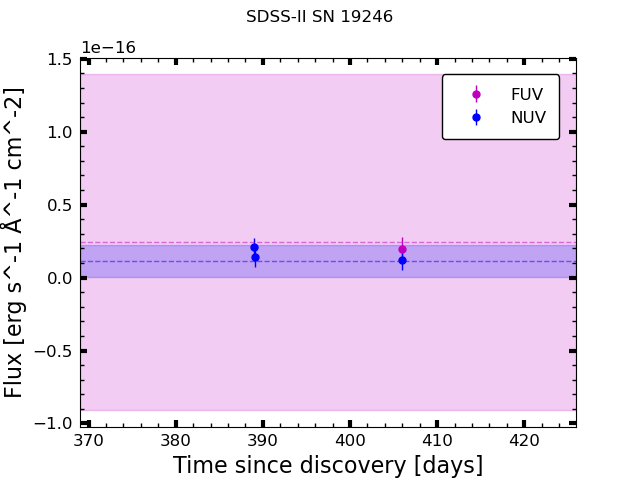 SDSS-II SN 19246
1e−16
1.5
1.0
0.5
0.0
−0.5
−1.0
Flux [erg s^-1 Å^-1 cm^-2]
FUV
NUV
370 380 390 400 410 420
Time since discovery [days]